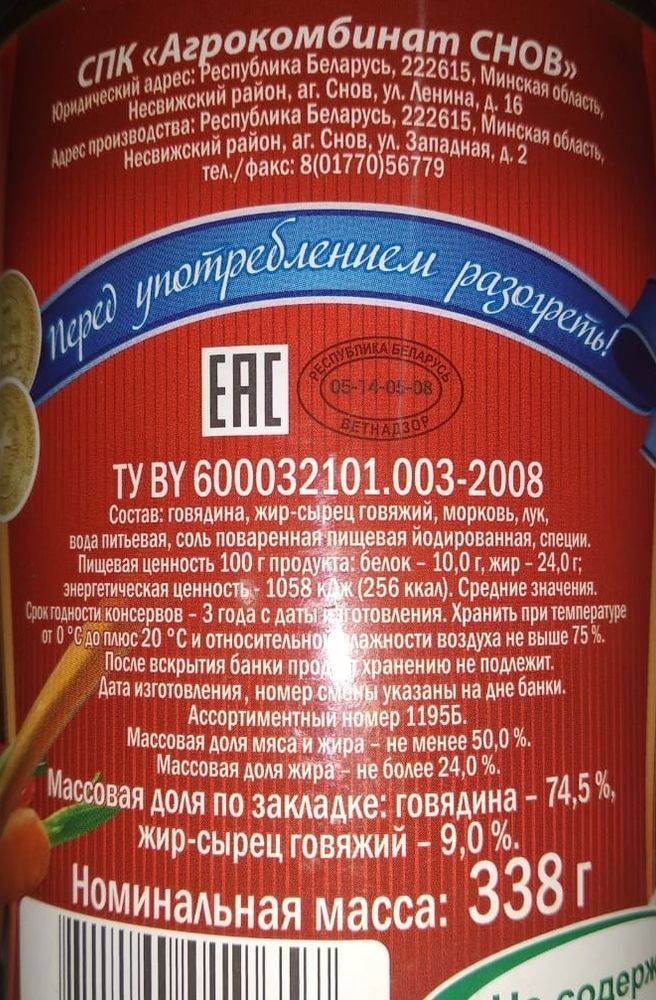 СПК «Агрокомбинат СНОВ»
Юридический адрес: Республика Беларусь, 222615, Минская область,
Несвижский район, аг. Снов, ул. Ленина, д. 16
Адрес производства: Республика Беларусь, 222615, Минская область,
Несвижский район, аг. Снов, ул. Западная, д. 2
тел./факс: 8(01770)56779
Перед употреблением разогреть!
ЕАС
РЕСПУБЛИКА БЕЛАРУСЬ
05-14-05-08
ВЕТНАДЗОР
ТУ BY 600032101.003-2008
Состав: говядина, жир-сырец говяжий, морковь, лук,
вода питьевая, соль поваренная пищевая йодированная, специи.
Пищевая ценность 100 г продукта: белок – 10,0 г, жир – 24,0 г;
энергетическая ценность - 1058 кДж (256 ккал). Средние значения.
Срок годности консервов – 3 года с даты изготовления. Хранить при температуре
от 0 °С до плюс 20 °С и относительной влажности воздуха не выше 75 %.
После вскрытия банки продукт хранению не подлежит.
Дата изготовления, номер смены указаны на дне банки.
Ассортиментный номер 1195Б.
Массовая доля мяса и жира – не менее 50,0 %.
Массовая доля жира – не более 24,0 %.
Массовая доля по закладке: говядина – 74,5 %,
жир-сырец говяжий – 9,0 %.
Номинальная масса: 338 г